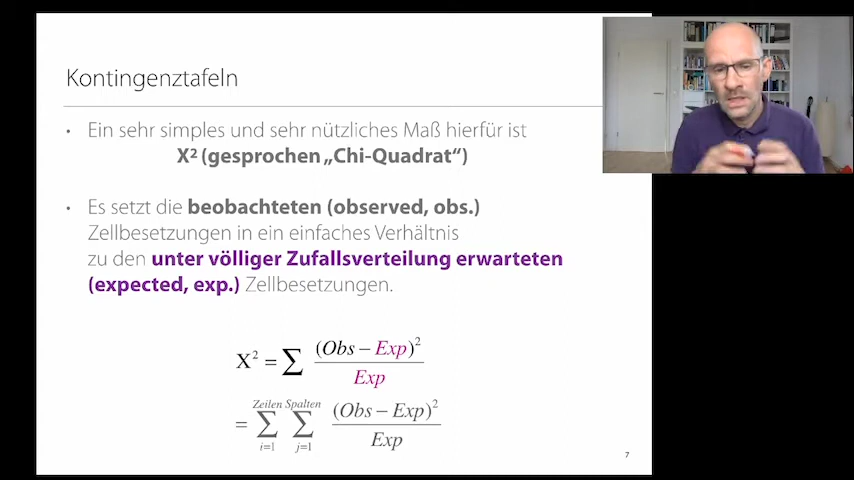 Kontingenztafeln
• Ein sehr simples und sehr nützliches Maß hierfür ist
X² (gesprochen „Chi-Quadrat“)
• Es setzt die beobachteten (observed, obs.)
Zellbesetzungen in ein einfaches Verhältnis
zu den unter völliger Zufallsverteilung erwarteten
(expected, exp.) Zellbesetzungen.
X² = ∑ (Obs − Exp)² / Exp
= ∑_{i=1}^{Zeilen} ∑_{j=1}^{Spalten} (Obs − Exp)² / Exp
7